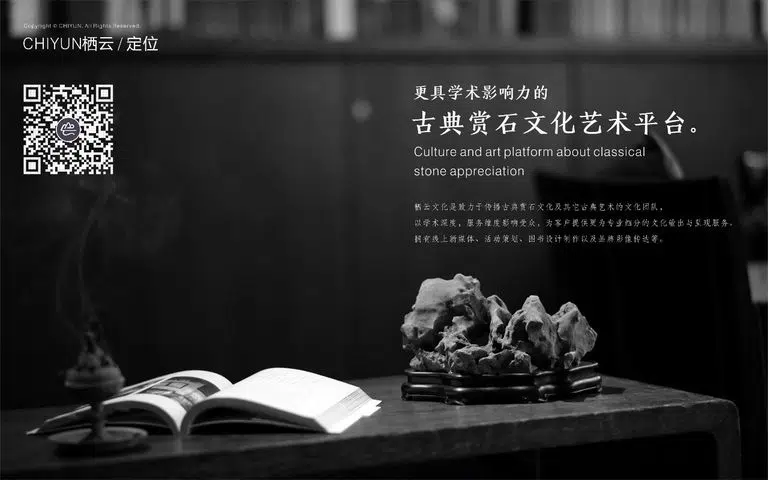 Copyright © CHIYUN. All Rights Reserved.
CHIYUN栖云 / 定位
更具学术影响力的
古典赏石文化艺术平台。
Culture and art platform about classical
stone appreciation
栖云文化是致力于传播古典赏石文化及其它古典艺术的文化团队，
以学术深度，服务维度影响受众，为客户提供更为专业细分的文化输出与呈现服务。
拥有线上新媒体、活动策划、图书设计制作以及品牌影像传达等。